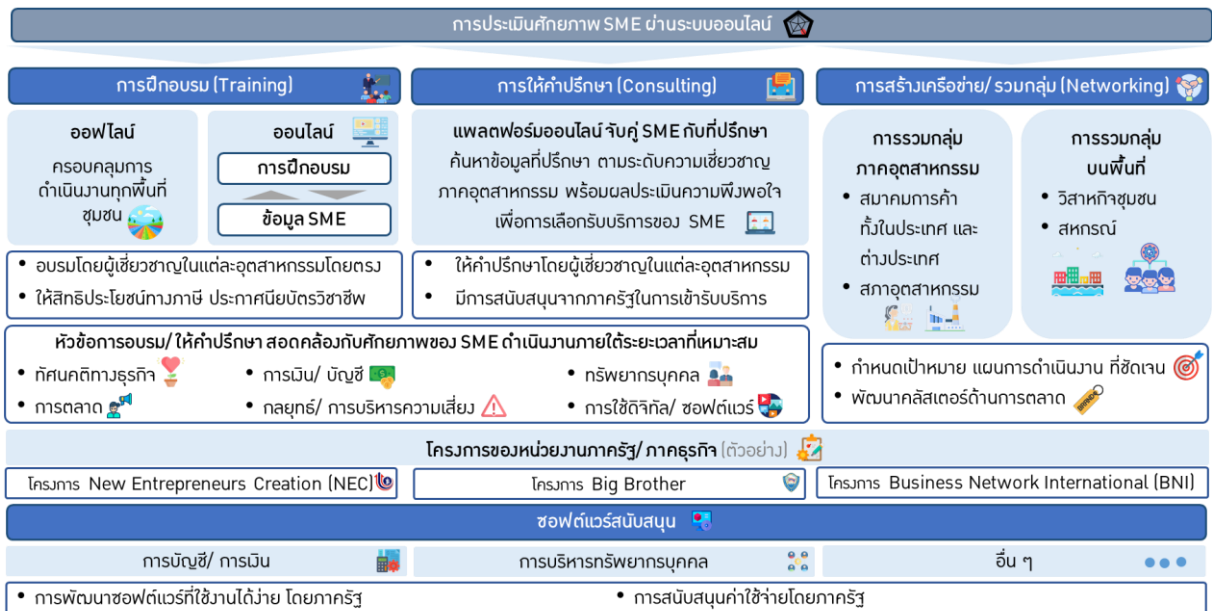 การประเมินศักยภาพ SME ผ่านระบบออนไลน์
การฝึกอบรม (Training)
ออฟไลน์
ครอบคลุมการ
ดำเนินงานทุกพื้นที่
ชุมชน
ออนไลน์
การฝึกอบรม
ข้อมูล SME
• อบรมโดยผู้เชี่ยวชาญในแต่ละอุตสาหกรรมโดยตรง
• ให้สิทธิประโยชน์ทางภาษี ประกาศนียบัตรวิชาชีพ
การให้คำปรึกษา (Consulting)
แพลตฟอร์มออนไลน์ จับคู่ SME กับที่ปรึกษา
ค้นหาข้อมูลที่ปรึกษา ตามระดับความเชี่ยวชาญ
ภาคอุตสาหกรรม พร้อมผลประเมินความพึงพอใจ
เพื่อการเลือกรับบริการของ SME
• ให้คำปรึกษาโดยผู้เชี่ยวชาญในแต่ละอุตสาหกรรม
• มีการสนับสนุนจากภาครัฐในการเข้ารับบริการ
หัวข้อการอบรม/ ให้คำปรึกษา สอดคล้องกับศักยภาพของ SME ดำเนินงานภายใต้ระยะเวลาที่เหมาะสม
• ทัศนคติทางธุรกิจ
• การเงิน/ บัญชี
• ทรัพยากรบุคคล
• การตลาด
• กลยุทธ์/ การบริหารความเสี่ยง
• การใช้ดิจิทัล/ ซอฟต์แวร์
การสร้างเครือข่าย/ รวมกลุ่ม (Networking)
การรวมกลุ่ม
ภาคอุตสาหกรรม
• สมาคมการค้า
ทั้งในประเทศ และ
ต่างประเทศ
• สภาอุตสาหกรรม
การรวมกลุ่ม
บนพื้นที่
• วิสาหกิจชุมชน
• สหกรณ์
• กำหนดเป้าหมาย แผนการดำเนินงาน ที่ชัดเจน
• พัฒนาคลัสเตอร์ด้านการตลาด
BRAND
โครงการของหน่วยงานภาครัฐ/ ภาคธุรกิจ (ตัวอย่าง)
โครงการ New Entrepreneurs Creation (NEC)
โครงการ Big Brother
โครงการ Business Network International (BNI)
ซอฟต์แวร์สนับสนุน
การบัญชี/ การเงิน
การบริหารทรัพยากรบุคคล
อื่น ๆ
• การพัฒนาซอฟต์แวร์ที่ใช้งานได้ง่าย โดยภาครัฐ
• การสนับสนุนค่าใช้จ่ายโดยภาครัฐ